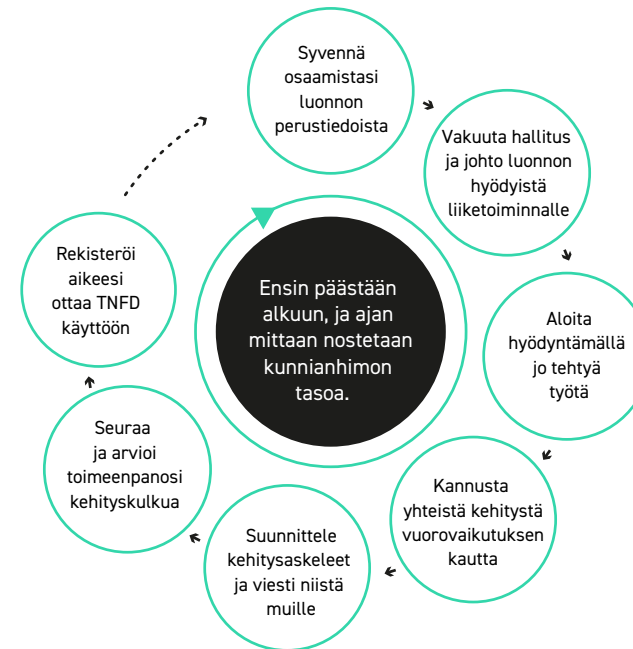 Syvennä
osaamistasi
luonnon
perustiedoista
Vakuuta hallitus
ja johto luonnon
hyödyistä
liiketoiminnalle
Aloita
hyödyntämällä
jo tehtyä
työtä
Kannusta
yhteistä kehitystä
vuorovaikutuksen
kautta
Suunnittele
kehitysaskeleet
ja viesti niistä
muille
Seuraa
ja arvioi
toimeenpanosi
kehityskulkua
Rekisteröi
aikeesi
ottaa TNFD
käyttöön
Ensin päästään
alkuun, ja ajan
mittaan nostetaan
kunnianhimon
tasoa.